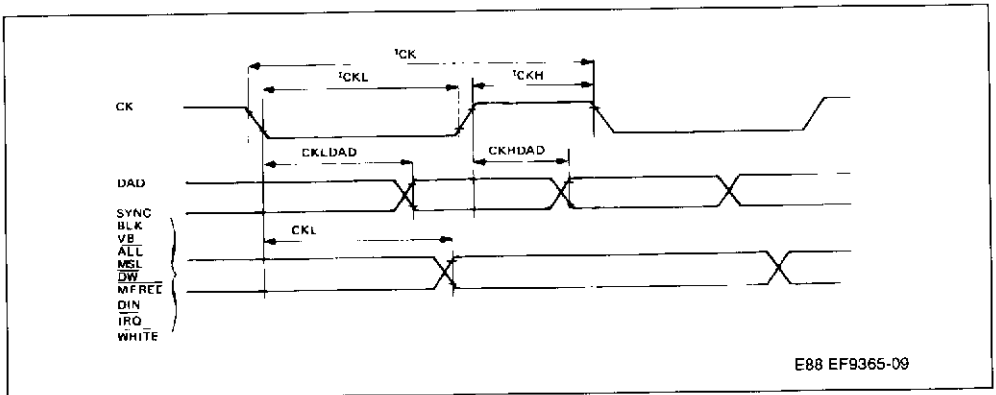 tCK
tCKL
tCKH
CK
CKLDAD
CKHDAD
DAD
SYNC
BLK
CKL
VB
ALL
MSL
DW
MFREE
DIN
IRQ
WHITE
E88 EF9365-09